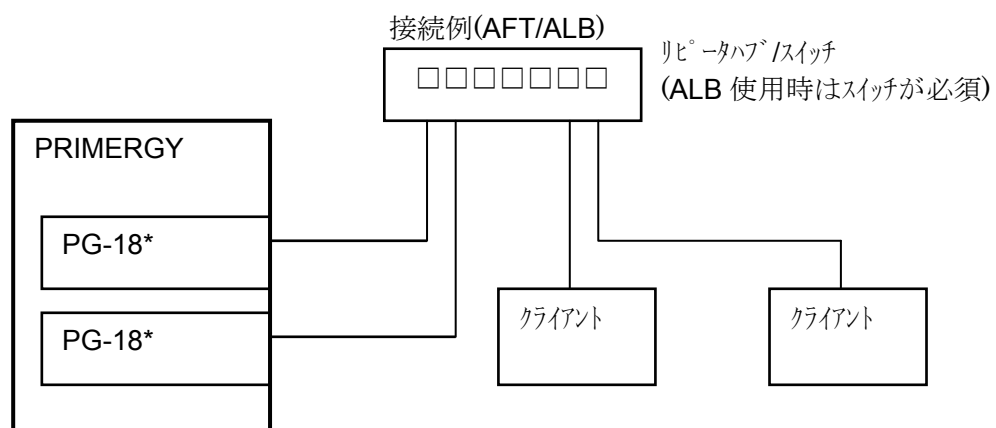 接続例(AFT/ALB)
ﾘﾋﾟｰﾀﾊﾌﾞ/ｽｲｯﾁ
(ALB 使用時はｽｲｯﾁが必須)
□□□□□□□
PRIMERGY
PG-18*
PG-18*
ｸﾗｲｱﾝﾄ
ｸﾗｲｱﾝﾄ